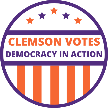 CLEMSON VOTES
DEMOCRACY IN ACTION